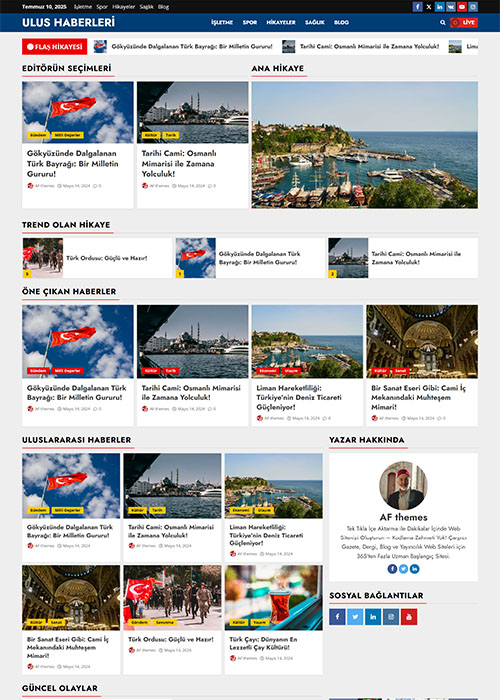 Temmuz 10, 2025 İşletme Spor Hikayeler Sağlık Blog
ULUS HABERLERİ
İŞLETME SPOR HİKAYELER SAĞLIK BLOG
LIVE
FLAŞ HİKAYESİ
Gökyüzünde Dalgalanan Türk Bayrağı: Bir Milletin Gururu!
Tarihi Cami: Osmanlı Mimarisi ile Zamana Yolculuk!
EDİTÖRÜN SEÇİMLERİ
Gündem Milli Değerler
Gökyüzünde Dalgalanan
Türk Bayrağı: Bir Milletin
Gururu!
AF themes Mayıs 14, 2024 0
Kültür Tarih
Tarihi Cami: Osmanlı
Mimarisi ile Zamana
Yolculuk!
AF themes Mayıs 14, 2024 0
ANA HİKAYE
TREND OLAN HİKAYE
Türk Ordusu: Güçlü ve Hazır!
1
Gökyüzünde Dalgalanan Türk
Bayrağı: Bir Milletin Gururu!
2
Tarihi Cami: Osmanlı Mimarisi ile
Zamana Yolculuk!
ÖNE ÇIKAN HABERLER
Gündem Milli Değerler
Gökyüzünde Dalgalanan Türk
Bayrağı: Bir Milletin Gururu!
AF themes Mayıs 14, 2024 0
Kültür Tarih
Tarihi Cami: Osmanlı Mimarisi
ile Zamana Yolculuk!
AF themes Mayıs 14, 2024 0
Ekonomi Ulaşım
Liman Hareketliliği:
Türkiye'nin Deniz Ticareti
Güçleniyor!
AF themes Mayıs 14, 2024 0
Kültür Sanat
Bir Sanat Eseri Gibi: Cami İç
Mekanındaki Muhteşem
Mimari!
AF themes Mayıs 14, 2024 0
ULUSLARARASI HABERLER
Gündem Milli Değerler
Gökyüzünde Dalgalanan Türk
Bayrağı: Bir Milletin Gururu!
AF themes Mayıs 14, 2024
Kültür Tarih
Tarihi Cami: Osmanlı Mimarisi
ile Zamana Yolculuk!
AF themes Mayıs 14, 2024
Ekonomi Ulaşım
Liman Hareketliliği:
Türkiye'nin Deniz Ticareti
Güçleniyor!
AF themes Mayıs 14, 2024
Kültür Sanat
Bir Sanat Eseri Gibi: Cami İç
Mekanındaki Muhteşem
Mimari!
AF themes Mayıs 14, 2024
Gündem Savunma
Türk Ordusu: Güçlü ve Hazır!
AF themes Mayıs 14, 2024
Kültür Yaşam
Türk Çayı: Dünyanın En
Lezzetli Çay Kültürü!
AF themes Mayıs 14, 2024
YAZAR HAKKINDA
AF themes
Tek Tıkla İçe Aktarma ile Dakikalar İçinde Web
Sitenizi Oluşturun — Kodlama Zahmeti Yok! Çarpıcı
Gazete, Dergi, Blog ve Yayıncılık Web Siteleri için
365'ten Fazla Uzman Başlangıç Sitesi.
SOSYAL BAĞLANTILAR
GÜNCEL OLAYLAR